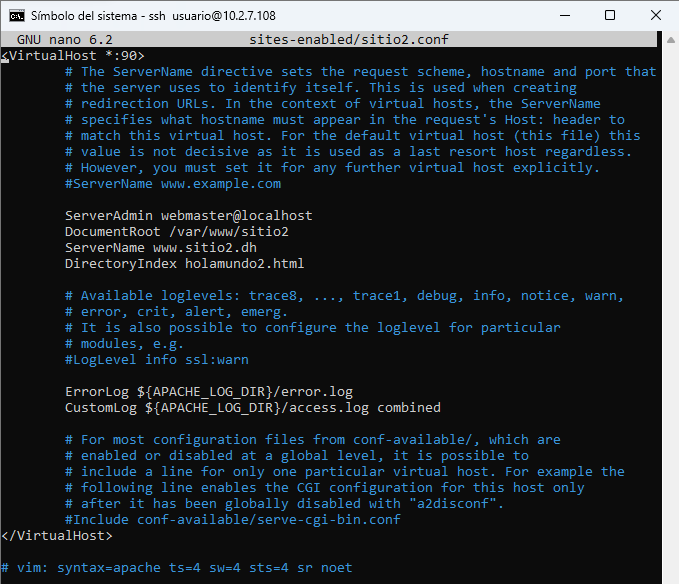 Símbolo del sistema - ssh usuario@10.2.7.108
GNU nano 6.2 sites-enabled/sitio2.conf
<VirtualHost *:90>
# The ServerName directive sets the request scheme, hostname and port that
# the server uses to identify itself. This is used when creating
# redirection URLs. In the context of virtual hosts, the ServerName
# specifies what hostname must appear in the request's Host: header to
# match this virtual host. For the default virtual host (this file) this
# value is not decisive as it is used as a last resort host regardless.
# However, you must set it for any further virtual host explicitly.
#ServerName www.example.com
ServerAdmin webmaster@localhost
DocumentRoot /var/www/sitio2
ServerName www.sitio2.dh
DirectoryIndex holamundo2.html
# Available loglevels: trace8, ..., trace1, debug, info, notice, warn,
# error, crit, alert, emerg.
# It is also possible to configure the loglevel for particular
# modules, e.g.
#LogLevel info ssl:warn
ErrorLog ${APACHE_LOG_DIR}/error.log
CustomLog ${APACHE_LOG_DIR}/access.log combined
# For most configuration files from conf-available/, which are
# enabled or disabled at a global level, it is possible to
# include a line for only one particular virtual host. For example the
# following line enables the CGI configuration for this host only
# after it has been globally disabled with "a2disconf".
#Include conf-available/serve-cgi-bin.conf
</VirtualHost>
# vim: syntax=apache ts=4 sw=4 sts=4 sr noet